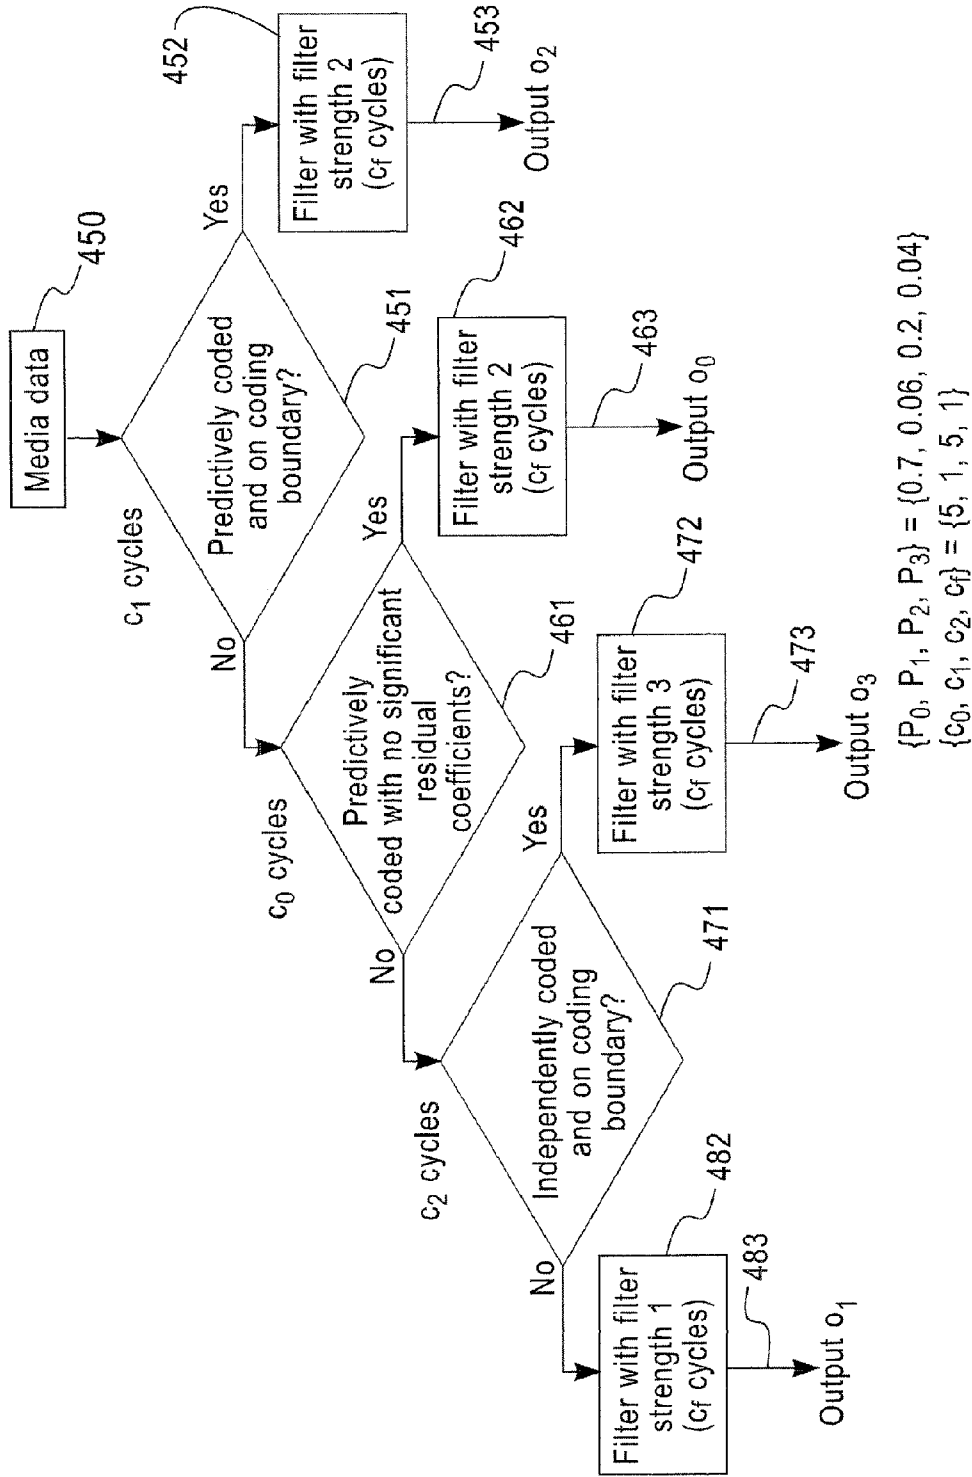 Media data
450
c1 cycles
Predictively coded
and on coding
boundary?
451
Yes
No
452
Filter with filter
strength 2
(cf cycles)
453
Output o2
c0 cycles
Predictively
coded with no significant
residual
coefficients?
461
Yes
No
462
Filter with filter
strength 2
(cf cycles)
463
Output o0
c2 cycles
Independently coded
and on coding
boundary?
471
Yes
No
472
Filter with filter
strength 3
(cf cycles)
473
Output o3
482
Filter with filter
strength 1
(cf cycles)
483
Output o1
{P0, P1, P2, P3} = {0.7, 0.06, 0.2, 0.04}
{c0, c1, c2, cf} = {5, 1, 5, 1}